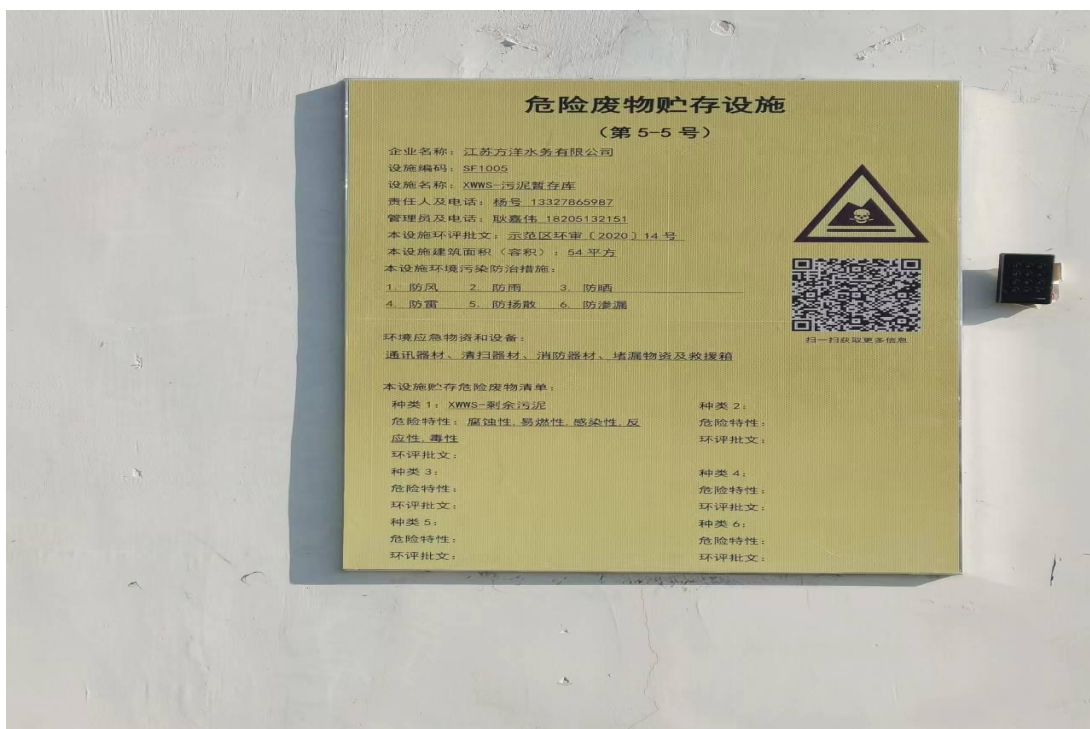 危险废物贮存设施
（第 5-5 号）
企业名称：江苏方洋水务有限公司
设施编码：SF1005
设施名称：XWWS-污泥暂存库
责任人及电话：杨号 13327865987
管理员及电话：耿嘉伟 18205132151
本设施环评批文：示范区环审〔2020〕14 号
本设施建筑面积（容积）：54 平方
本设施环境污染防治措施：
1. 防风 2. 防雨 3. 防晒
4. 防雷 5. 防扬散 6. 防渗漏
扫一扫获取更多信息
环境应急物资和设备：
通讯器材、清扫器材、消防器材、堵漏物资及救援箱
本设施贮存危险废物清单：
种类 1：XWWS-剩余污泥
危险特性：腐蚀性,易燃性,感染性,反
应性,毒性
环评批文：
种类 2：
危险特性：
环评批文：
种类 3：
危险特性：
环评批文：
种类 4：
危险特性：
环评批文：
种类 5：
危险特性：
环评批文：
种类 6：
危险特性：
环评批文：